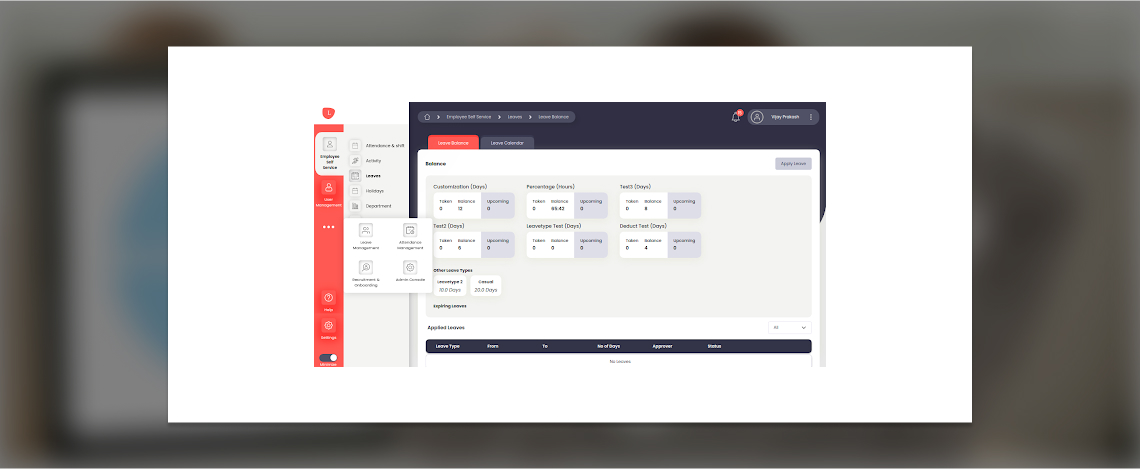 Employee Self Service
Leaves
Leave Balance
Vijay Prakash
Leave Balance
Leave Calendar
Employee
Self
Service
User
Management
Help
Settings
Attendance & shift
Activity
Leaves
Holidays
Department
Leave
Management
Attendance
Management
Recruitment &
Onboarding
Admin Console
Balance
Apply Leave
Customization (Days)
Taken Balance Upcoming
0 12 0
Percentage (Hours)
Taken Balance Upcoming
0 69.42 0
Test3 (Days)
Taken Balance Upcoming
0 8 0
Test2 (Days)
Taken Balance Upcoming
0 6 0
Leavetype Test (Days)
Taken Balance Upcoming
0 0 0
Deduct Test (Days)
Taken Balance Upcoming
0 4 0
Other Leave Types
Leavetype 2
10.0 Days
Casual
20.0 Days
Expiring Leaves
Applied Leaves
All
Leave Type From To No of Days Approver Status
No Leaves